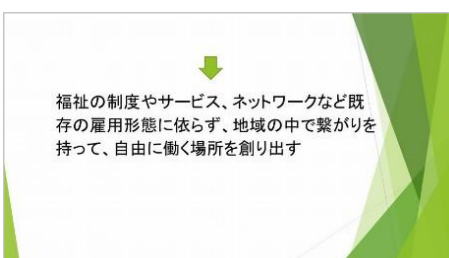 福祉の制度やサービス、ネットワークなど既
存の雇用形態に依らず、地域の中で繋がりを
持って、自由に働く場所を創り出す